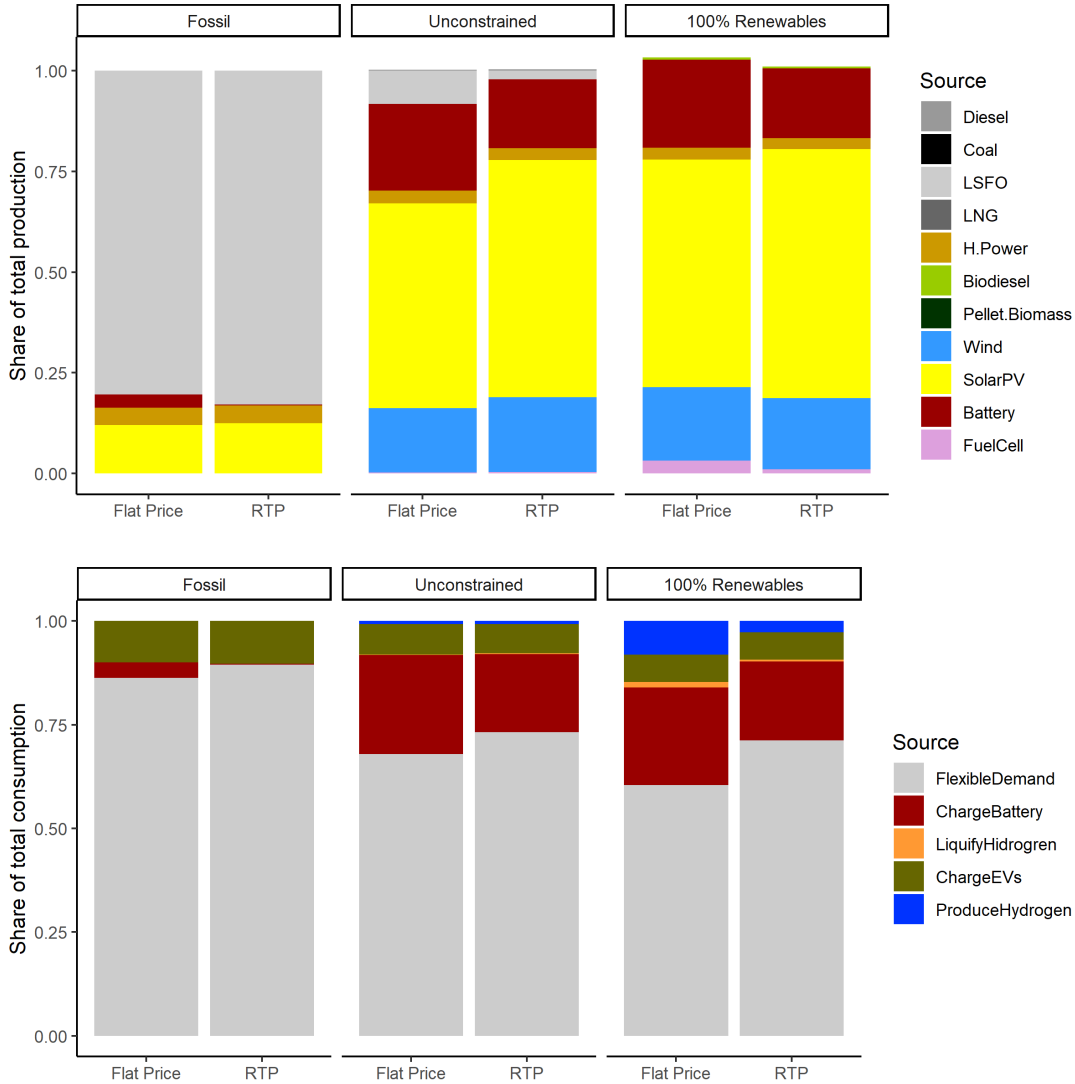 Fossil
Unconstrained
100% Renewables
Share of total production
1.00
0.75
0.50
0.25
0.00
Flat Price
RTP
Flat Price
RTP
Flat Price
RTP
Source
Diesel
Coal
LSFO
LNG
H.Power
Biodiesel
Pellet.Biomass
Wind
SolarPV
Battery
FuelCell
Fossil
Unconstrained
100% Renewables
Share of total consumption
1.00
0.75
0.50
0.25
0.00
Flat Price
RTP
Flat Price
RTP
Flat Price
RTP
Source
FlexibleDemand
ChargeBattery
LiquifyHidrogren
ChargeEVs
ProduceHydrogen